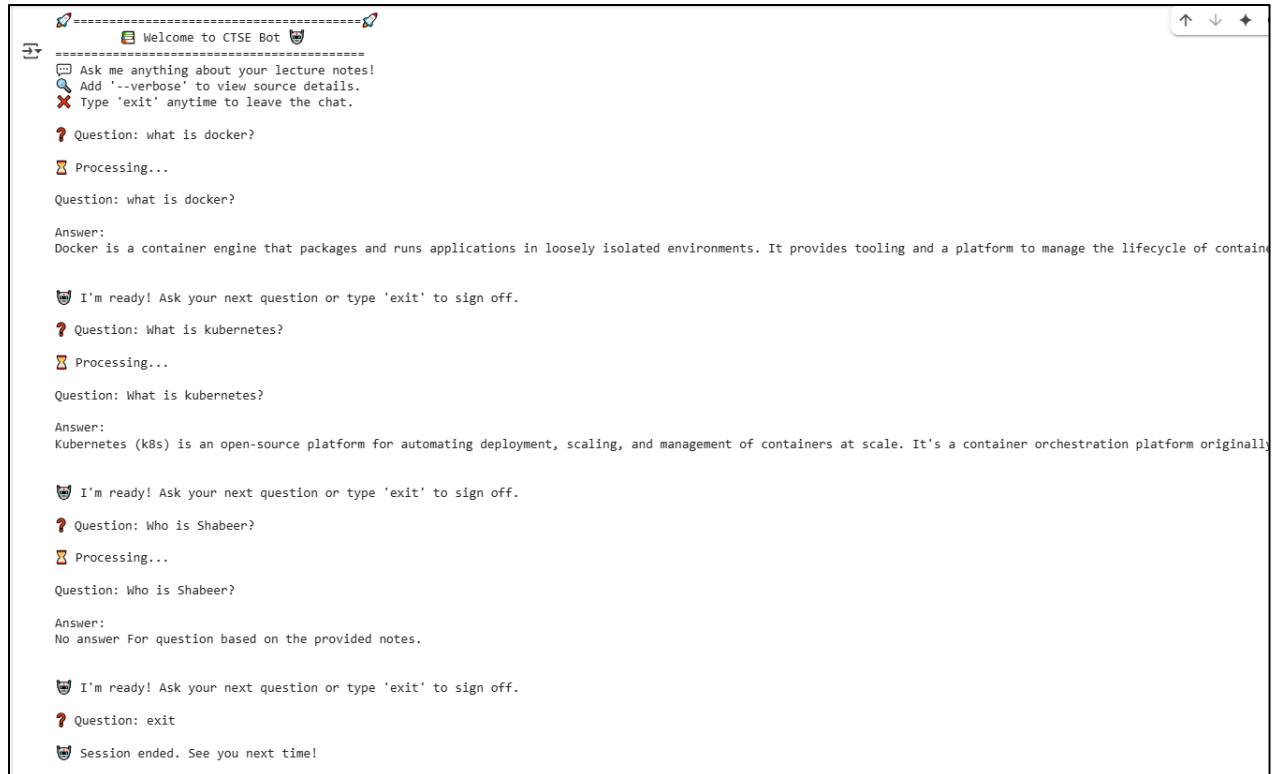 🚀========================================🚀
📚 Welcome to CTSE Bot 🤖
===========================================
💬 Ask me anything about your lecture notes!
🔍 Add '--verbose' to view source details.
❌ Type 'exit' anytime to leave the chat.
❓ Question: what is docker?
⏳ Processing...
Question: what is docker?
Answer:
Docker is a container engine that packages and runs applications in loosely isolated environments. It provides tooling and a platform to manage the lifecycle of containe
🤖 I'm ready! Ask your next question or type 'exit' to sign off.
❓ Question: What is kubernetes?
⏳ Processing...
Question: What is kubernetes?
Answer:
Kubernetes (k8s) is an open-source platform for automating deployment, scaling, and management of containers at scale. It's a container orchestration platform originally
🤖 I'm ready! Ask your next question or type 'exit' to sign off.
❓ Question: Who is Shabeer?
⏳ Processing...
Question: Who is Shabeer?
Answer:
No answer For question based on the provided notes.
🤖 I'm ready! Ask your next question or type 'exit' to sign off.
❓ Question: exit
🤖 Session ended. See you next time!